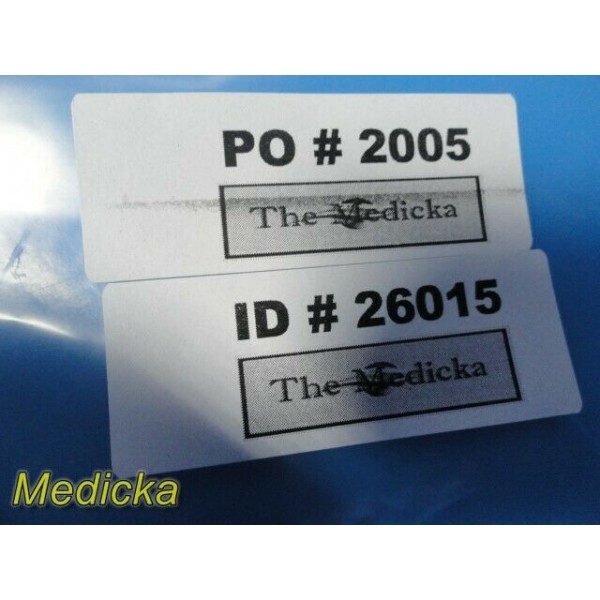 PO # 2005
The Medicka
ID # 26015
The Medicka
Medicka